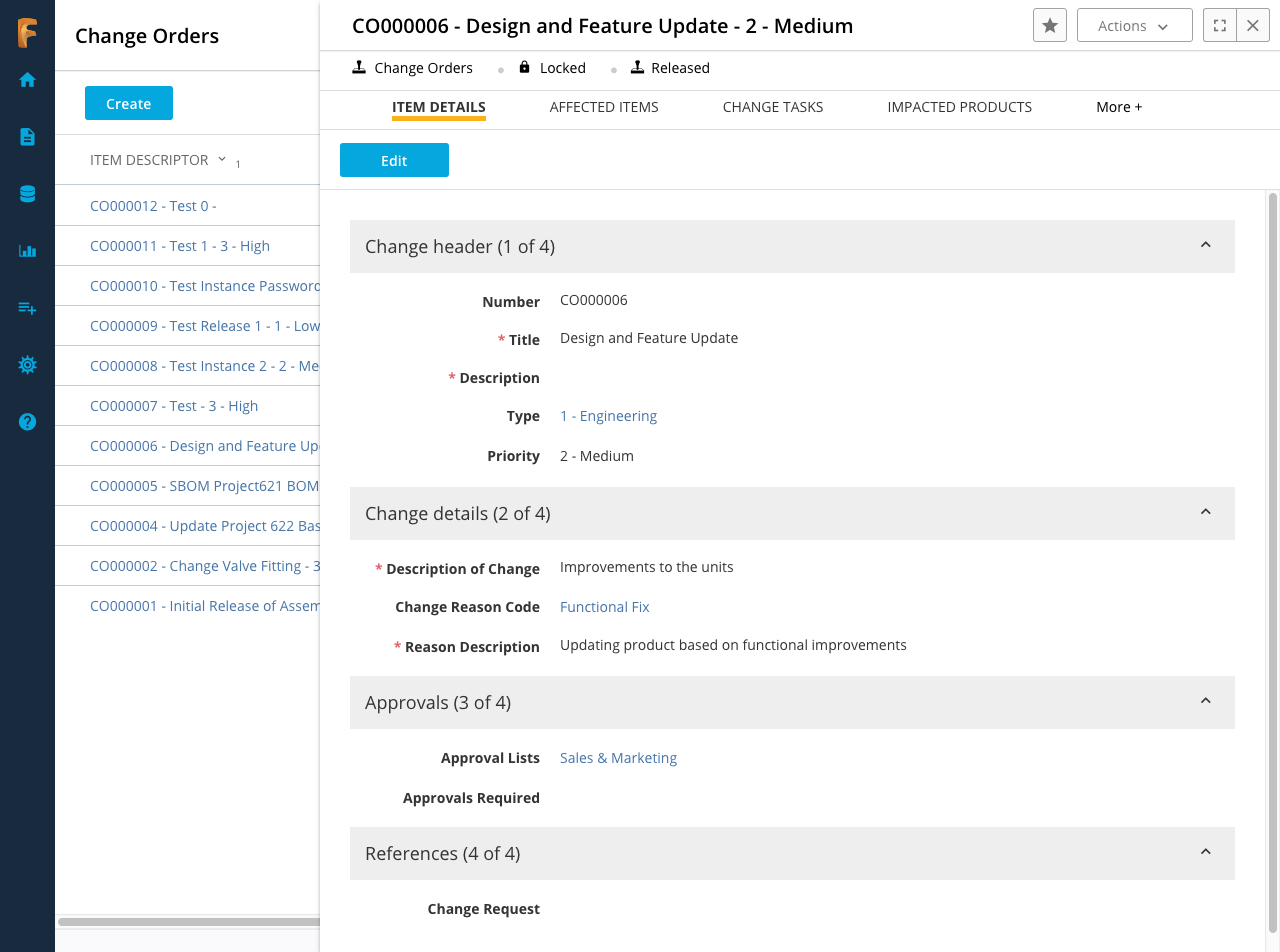 Change Orders
Create
ITEM DESCRIPTOR 1
CO000012 - Test 0 -
CO000011 - Test 1 - 3 - High
CO000010 - Test Instance Password
CO000009 - Test Release 1 - 1 - Low
CO000008 - Test Instance 2 - 2 - Me
CO000007 - Test - 3 - High
CO000006 - Design and Feature Up
CO000005 - SBOM Project621 BOM
CO000004 - Update Project 622 Bas
CO000002 - Change Valve Fitting - 3
CO000001 - Initial Release of Assem
CO000006 - Design and Feature Update - 2 - Medium
Actions
Change Orders Locked Released
ITEM DETAILS AFFECTED ITEMS CHANGE TASKS IMPACTED PRODUCTS More +
Edit
Change header (1 of 4)
Number CO000006
* Title Design and Feature Update
* Description
Type 1 - Engineering
Priority 2 - Medium
Change details (2 of 4)
* Description of Change Improvements to the units
Change Reason Code Functional Fix
* Reason Description Updating product based on functional improvements
Approvals (3 of 4)
Approval Lists Sales & Marketing
Approvals Required
References (4 of 4)
Change Request